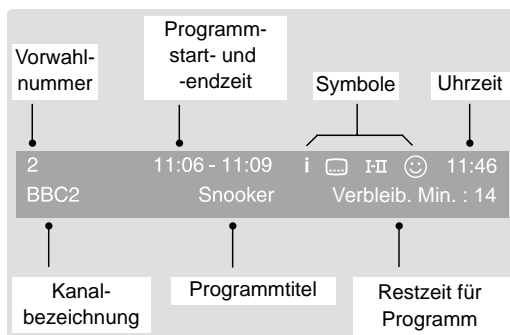 Vorwahl-
nummer
Programm-
start- und
-endzeit
Symbole
Uhrzeit
2 11:06 - 11:09 i I-II 11:46
BBC2 Snooker Verbleib. Min. : 14
Kanal-
bezeichnung
Programmtitel
Restzeit für
Programm